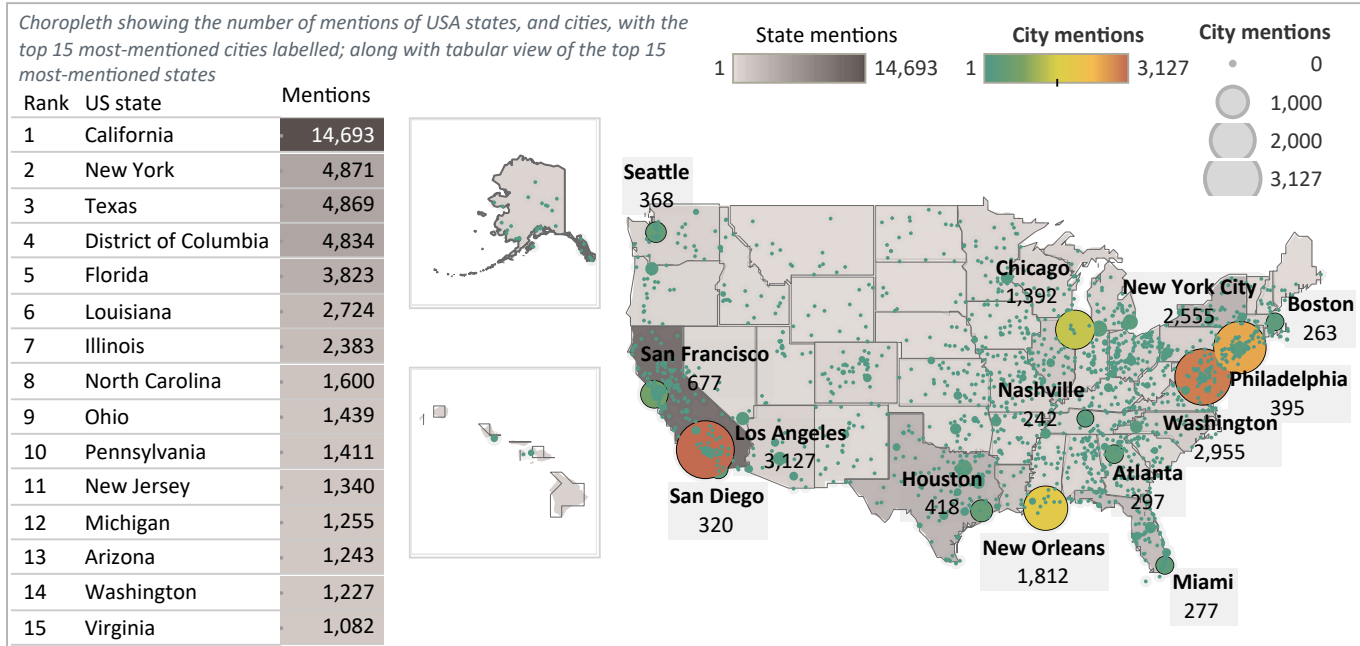 Choropleth showing the number of mentions of USA states, and cities, with the
top 15 most-mentioned cities labelled; along with tabular view of the top 15
most-mentioned states
Rank US state Mentions
1 California 14,693
2 New York 4,871
3 Texas 4,869
4 District of Columbia 4,834
5 Florida 3,823
6 Louisiana 2,724
7 Illinois 2,383
8 North Carolina 1,600
9 Ohio 1,439
10 Pennsylvania 1,411
11 New Jersey 1,340
12 Michigan 1,255
13 Arizona 1,243
14 Washington 1,227
15 Virginia 1,082
State mentions
1 14,693
City mentions
1 3,127
City mentions
0
1,000
2,000
3,127
Seattle
368
Chicago
1,392
New York City
2,555
Boston
263
San Francisco
677
Nashville
242
Philadelphia
395
Los Angeles
3,127
Washington
2,955
San Diego
320
Houston
418
Atlanta
297
New Orleans
1,812
Miami
277